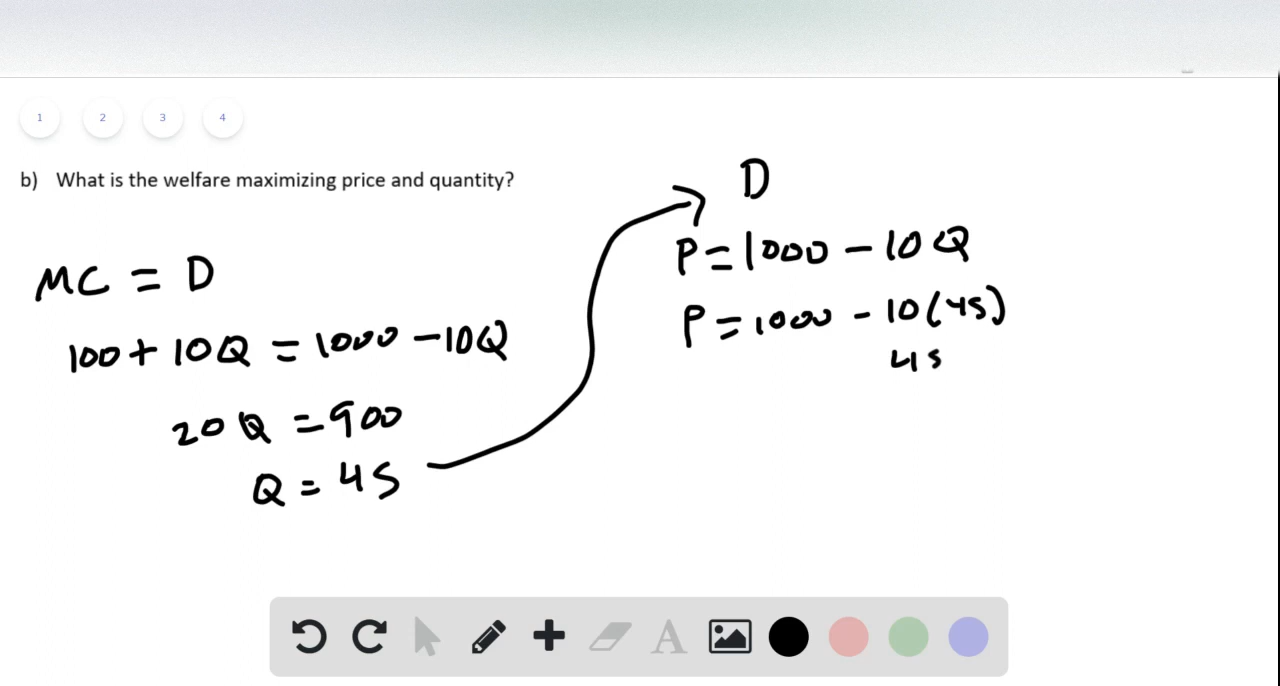 1 2 3 4
b) What is the welfare maximizing price and quantity?
MC = D
100 + 10Q = 1000 - 10Q
20Q = 900
Q = 45
D
P = 1000 - 10Q
P = 1000 - 10(45)
45
A